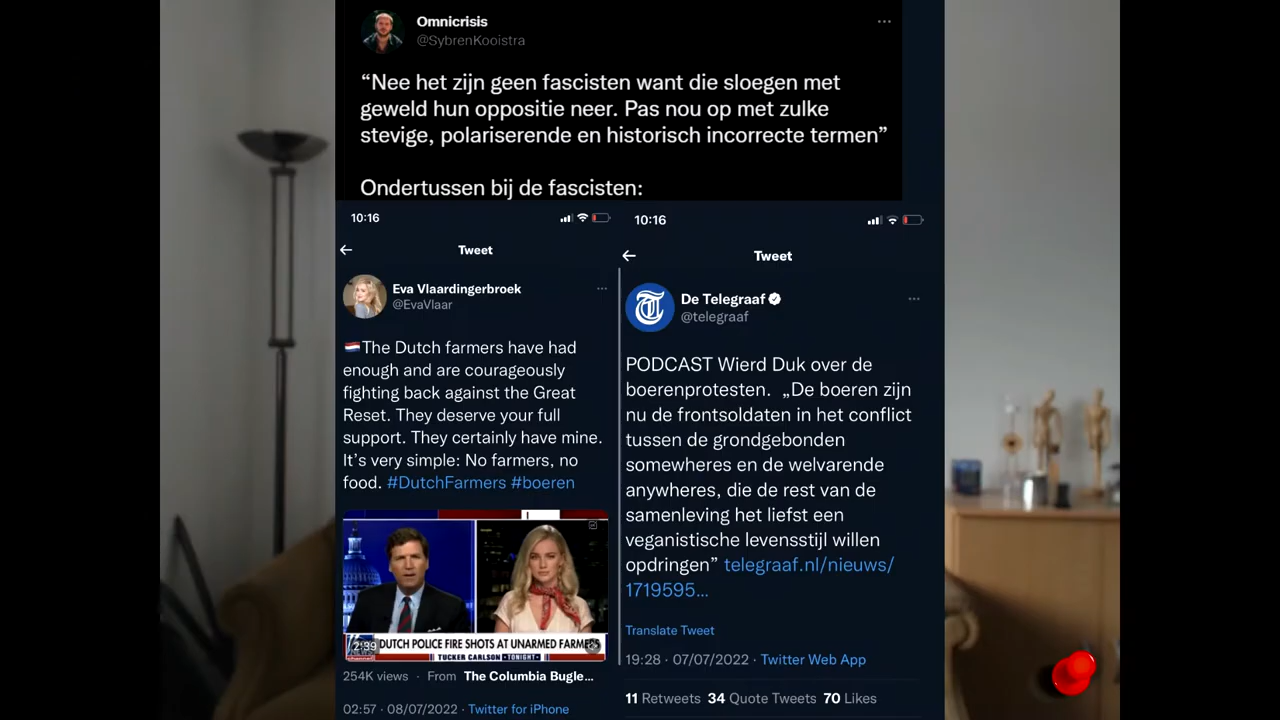 Omnicrisis
@SybrenKooistra
“Nee het zijn geen fascisten want die sloegen met
geweld hun oppositie neer. Pas nou op met zulke
stevige, polariserende en historisch incorrecte termen”
Ondertussen bij de fascisten:
10:16
Tweet
Eva Vlaardingerbroek
@EvaVlaar
The Dutch farmers have had
enough and are courageously
fighting back against the Great
Reset. They deserve your full
support. They certainly have mine.
It’s very simple: No farmers, no
food. #DutchFarmers #boeren
2:39
DUTCH POLICE FIRE SHOTS AT UNARMED FARMERS
TUCKER CARLSON TONIGHT
254K views · From The Columbia Bugle...
02:57 · 08/07/2022 · Twitter for iPhone
10:16
Tweet
De Telegraaf
@telegraaf
PODCAST Wierd Duk over de
boerenprotesten. „De boeren zijn
nu de frontsoldaten in het conflict
tussen de grondgebonden
somewheres en de welvarende
anywheres, die de rest van de
samenleving het liefst een
veganistische levensstijl willen
opdringen” telegraaf.nl/nieuws/
1719595...
Translate Tweet
19:28 · 07/07/2022 · Twitter Web App
11 Retweets 34 Quote Tweets 70 Likes